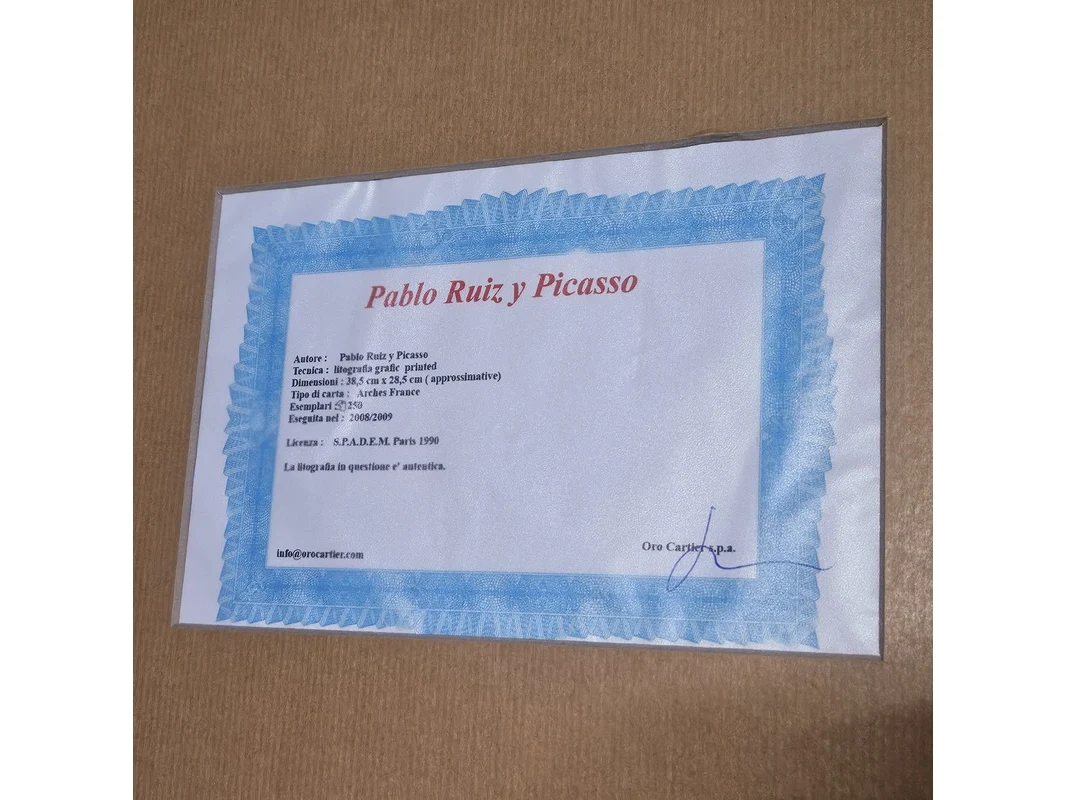 Pablo Ruiz y Picasso
Autore : Pablo Ruiz y Picasso
Tecnica : litografia grafic printed
Dimensioni : 38,5 cm x 28,5 cm ( approssimative)
Tipo di carta : Arches France
Esemplari 250
Eseguita nel : 2008/2009
Licenza : S.P.A.D.E.M. Paris 1990
La litografia in questione e' autentica.
info@orocartier.com
Oro Cartier s.p.a.